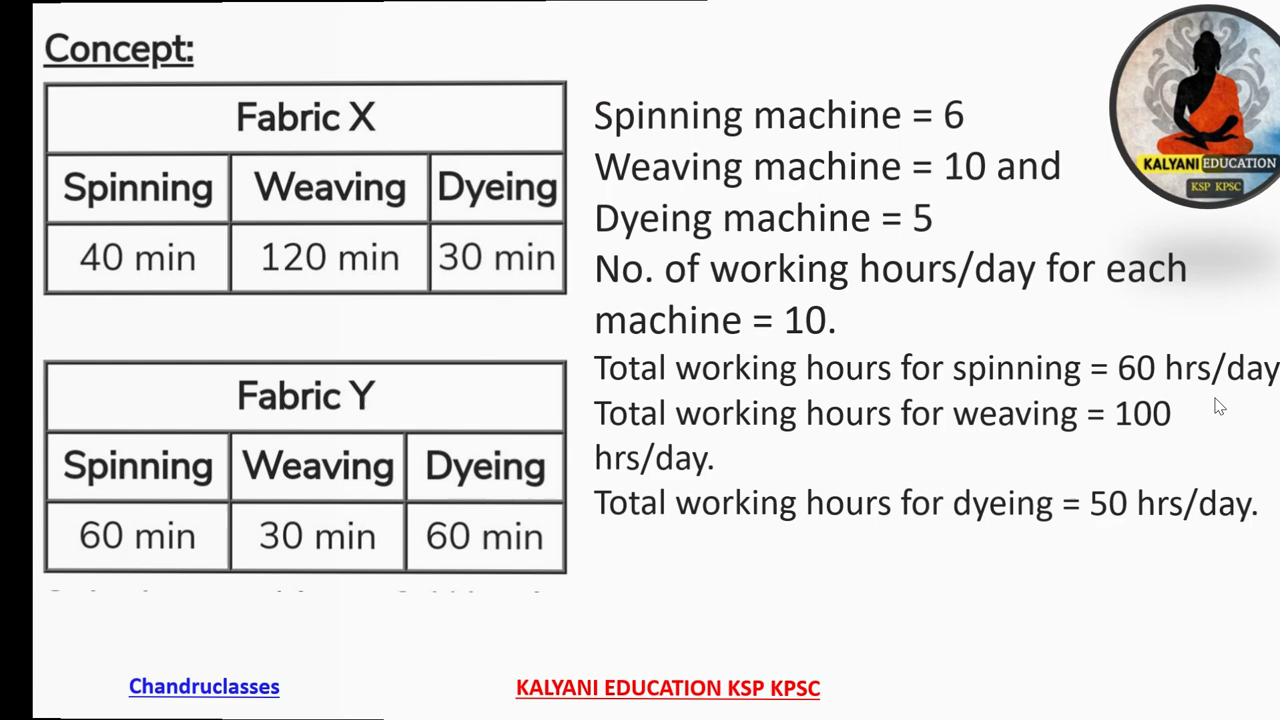 Concept:
Fabric X
Spinning Weaving Dyeing
40 min 120 min 30 min
Fabric Y
Spinning Weaving Dyeing
60 min 30 min 60 min
Spinning machine = 6
Weaving machine = 10 and
Dyeing machine = 5
No. of working hours/day for each
machine = 10.
Total working hours for spinning = 60 hrs/day
Total working hours for weaving = 100
hrs/day.
Total working hours for dyeing = 50 hrs/day.
KALYANI EDUCATION
KSP KPSC
Chandruclasses
KALYANI EDUCATION KSP KPSC